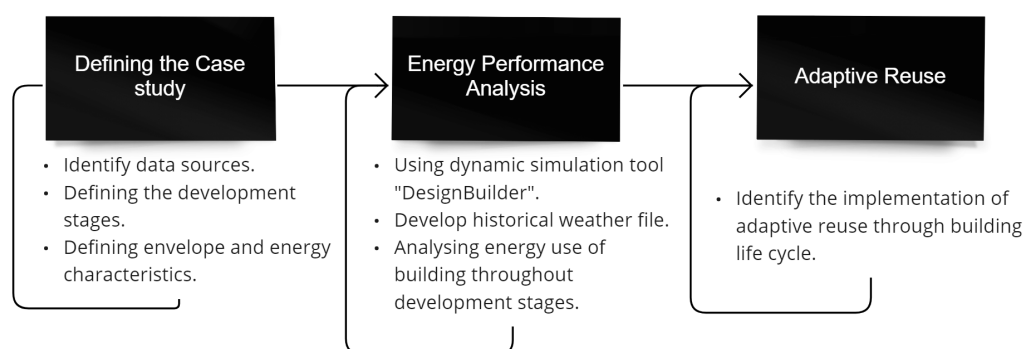 Defining the Case
study
• Identify data sources.
• Defining the development
stages.
• Defining envelope and energy
characteristics.
Energy Performance
Analysis
• Using dynamic simulation tool
"DesignBuilder".
• Develop historical weather file.
• Analysing energy use of
building throughout
development stages.
Adaptive Reuse
• Identify the implementation of
adaptive reuse through building
life cycle.